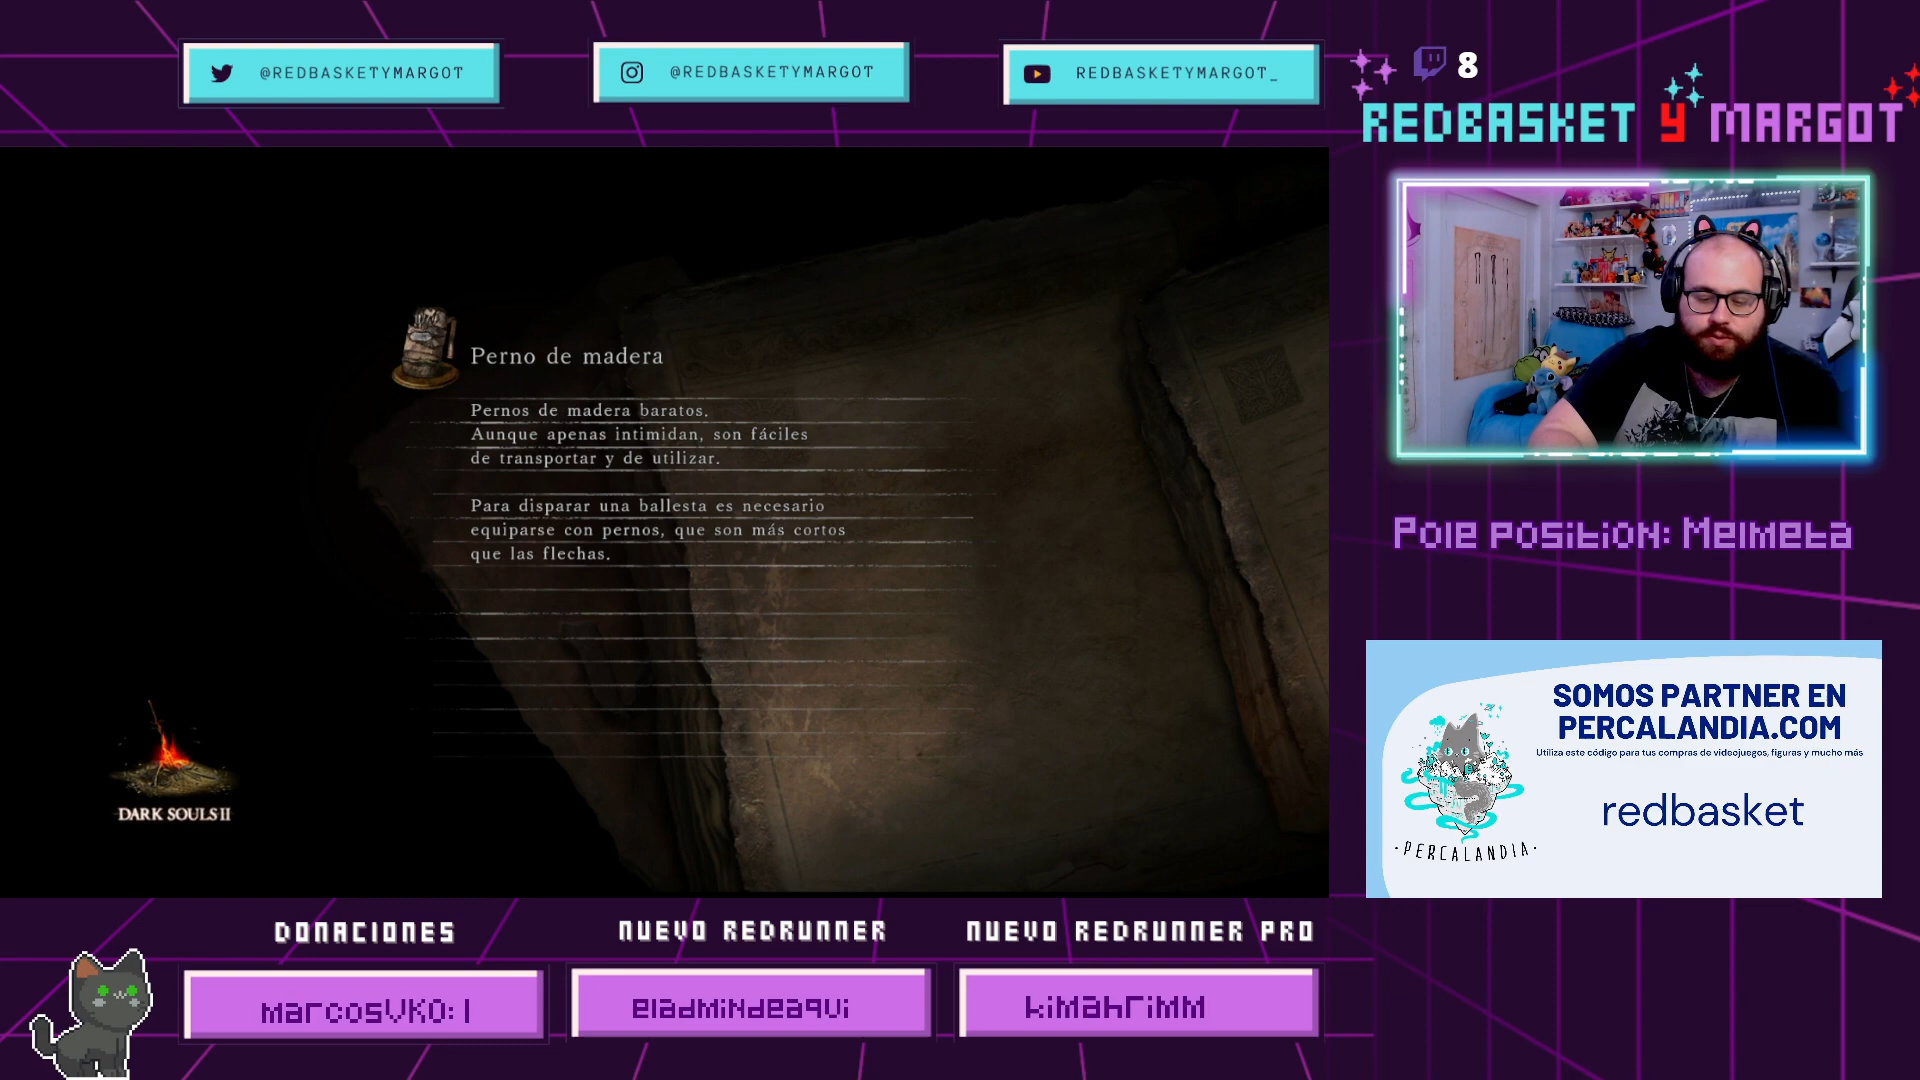 @REDBASKETYMARGOT
@REDBASKETYMARGOT
REDBASKETYMARGOT_
8
REDBASKET Y MARGOT
Perno de madera
Pernos de madera baratos.
Aunque apenas intimidan, son fáciles
de transportar y de utilizar.
Para disparar una ballesta es necesario
equiparse con pernos, que son más cortos
que las flechas.
DARK SOULS II
Pole position: Melmeta
SOMOS PARTNER EN
PERCALANDIA.COM
Utiliza este código para tus compras de videojuegos, figuras y mucho más
redbasket
·PERCALANDIA·
DONACIONES
NUEVO REDRUNNER
NUEVO REDRUNNER PRO
marcosVKO: 1
eladmindeaqui
kimahrimm